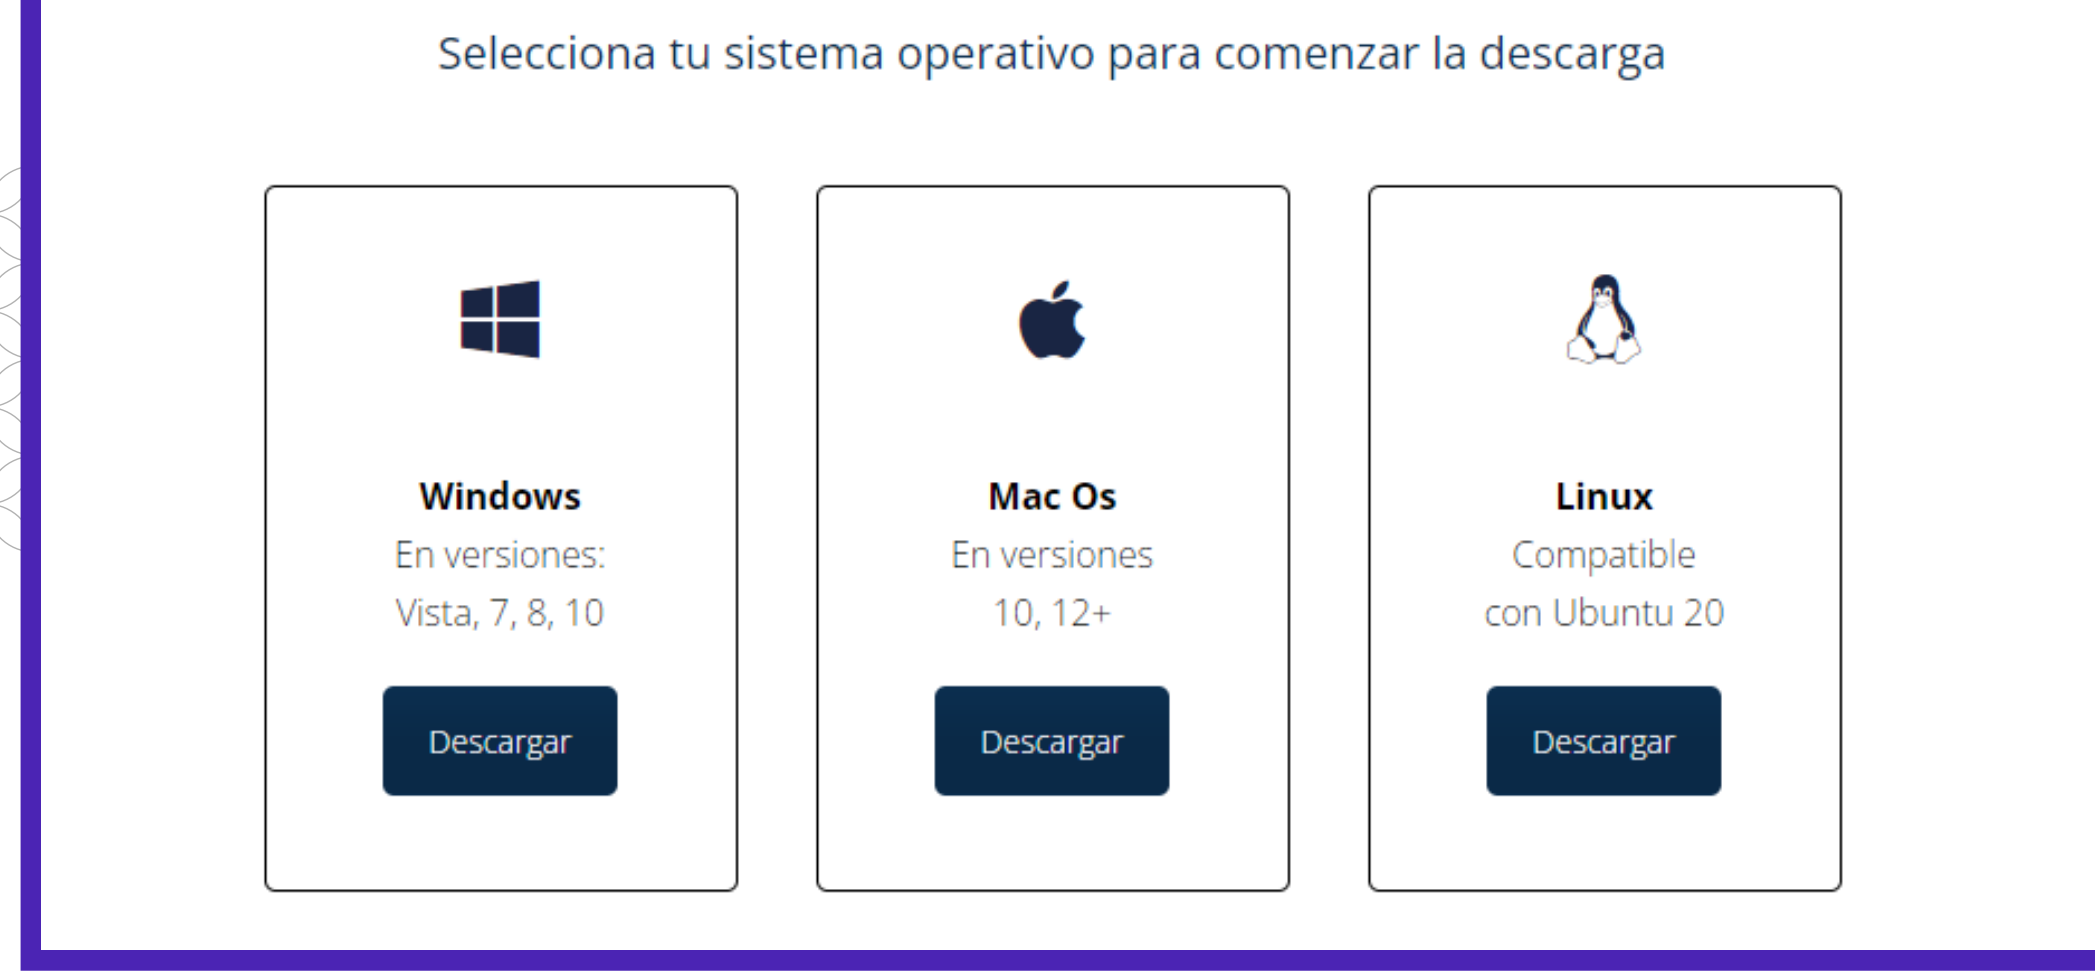 Selecciona tu sistema operativo para comenzar la descarga
Windows
En versiones:
Vista, 7, 8, 10
Descargar
Mac Os
En versiones
10, 12+
Descargar
Linux
Compatible
con Ubuntu 20
Descargar